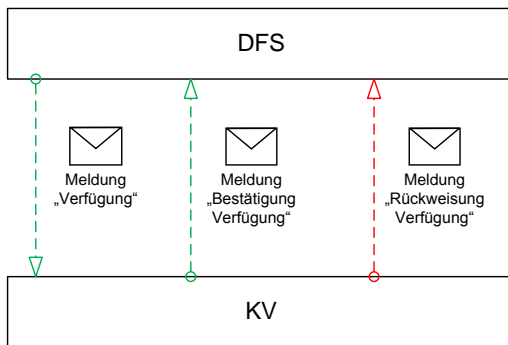 DFS
Meldung
„Verfügung“
Meldung
„Bestätigung
Verfügung“
Meldung
„Rückweisung
Verfügung“
KV